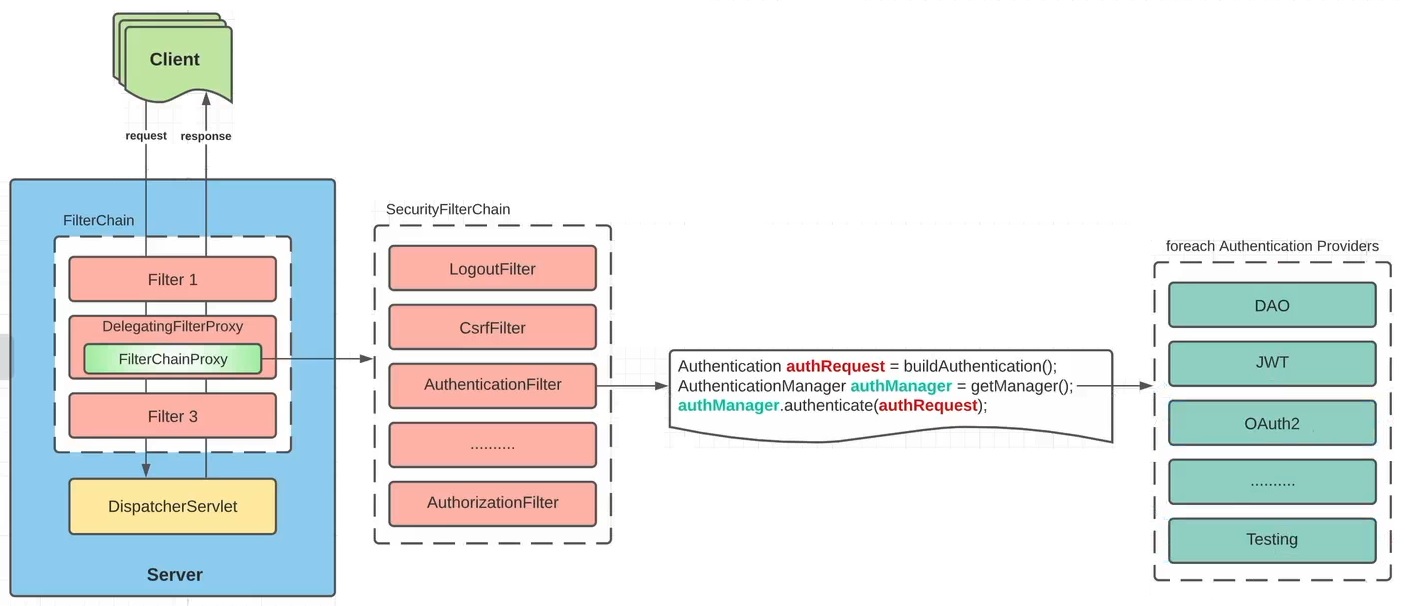 Client
request
response
FilterChain
Filter 1
DelegatingFilterProxy
FilterChainProxy
Filter 3
DispatcherServlet
Server
SecurityFilterChain
LogoutFilter
CsrfFilter
AuthenticationFilter
..........
AuthorizationFilter
Authentication authRequest = buildAuthentication();
AuthenticationManager authManager = getManager();
authManager.authenticate(authRequest);
foreach Authentication Providers
DAO
JWT
OAuth2
..........
Testing